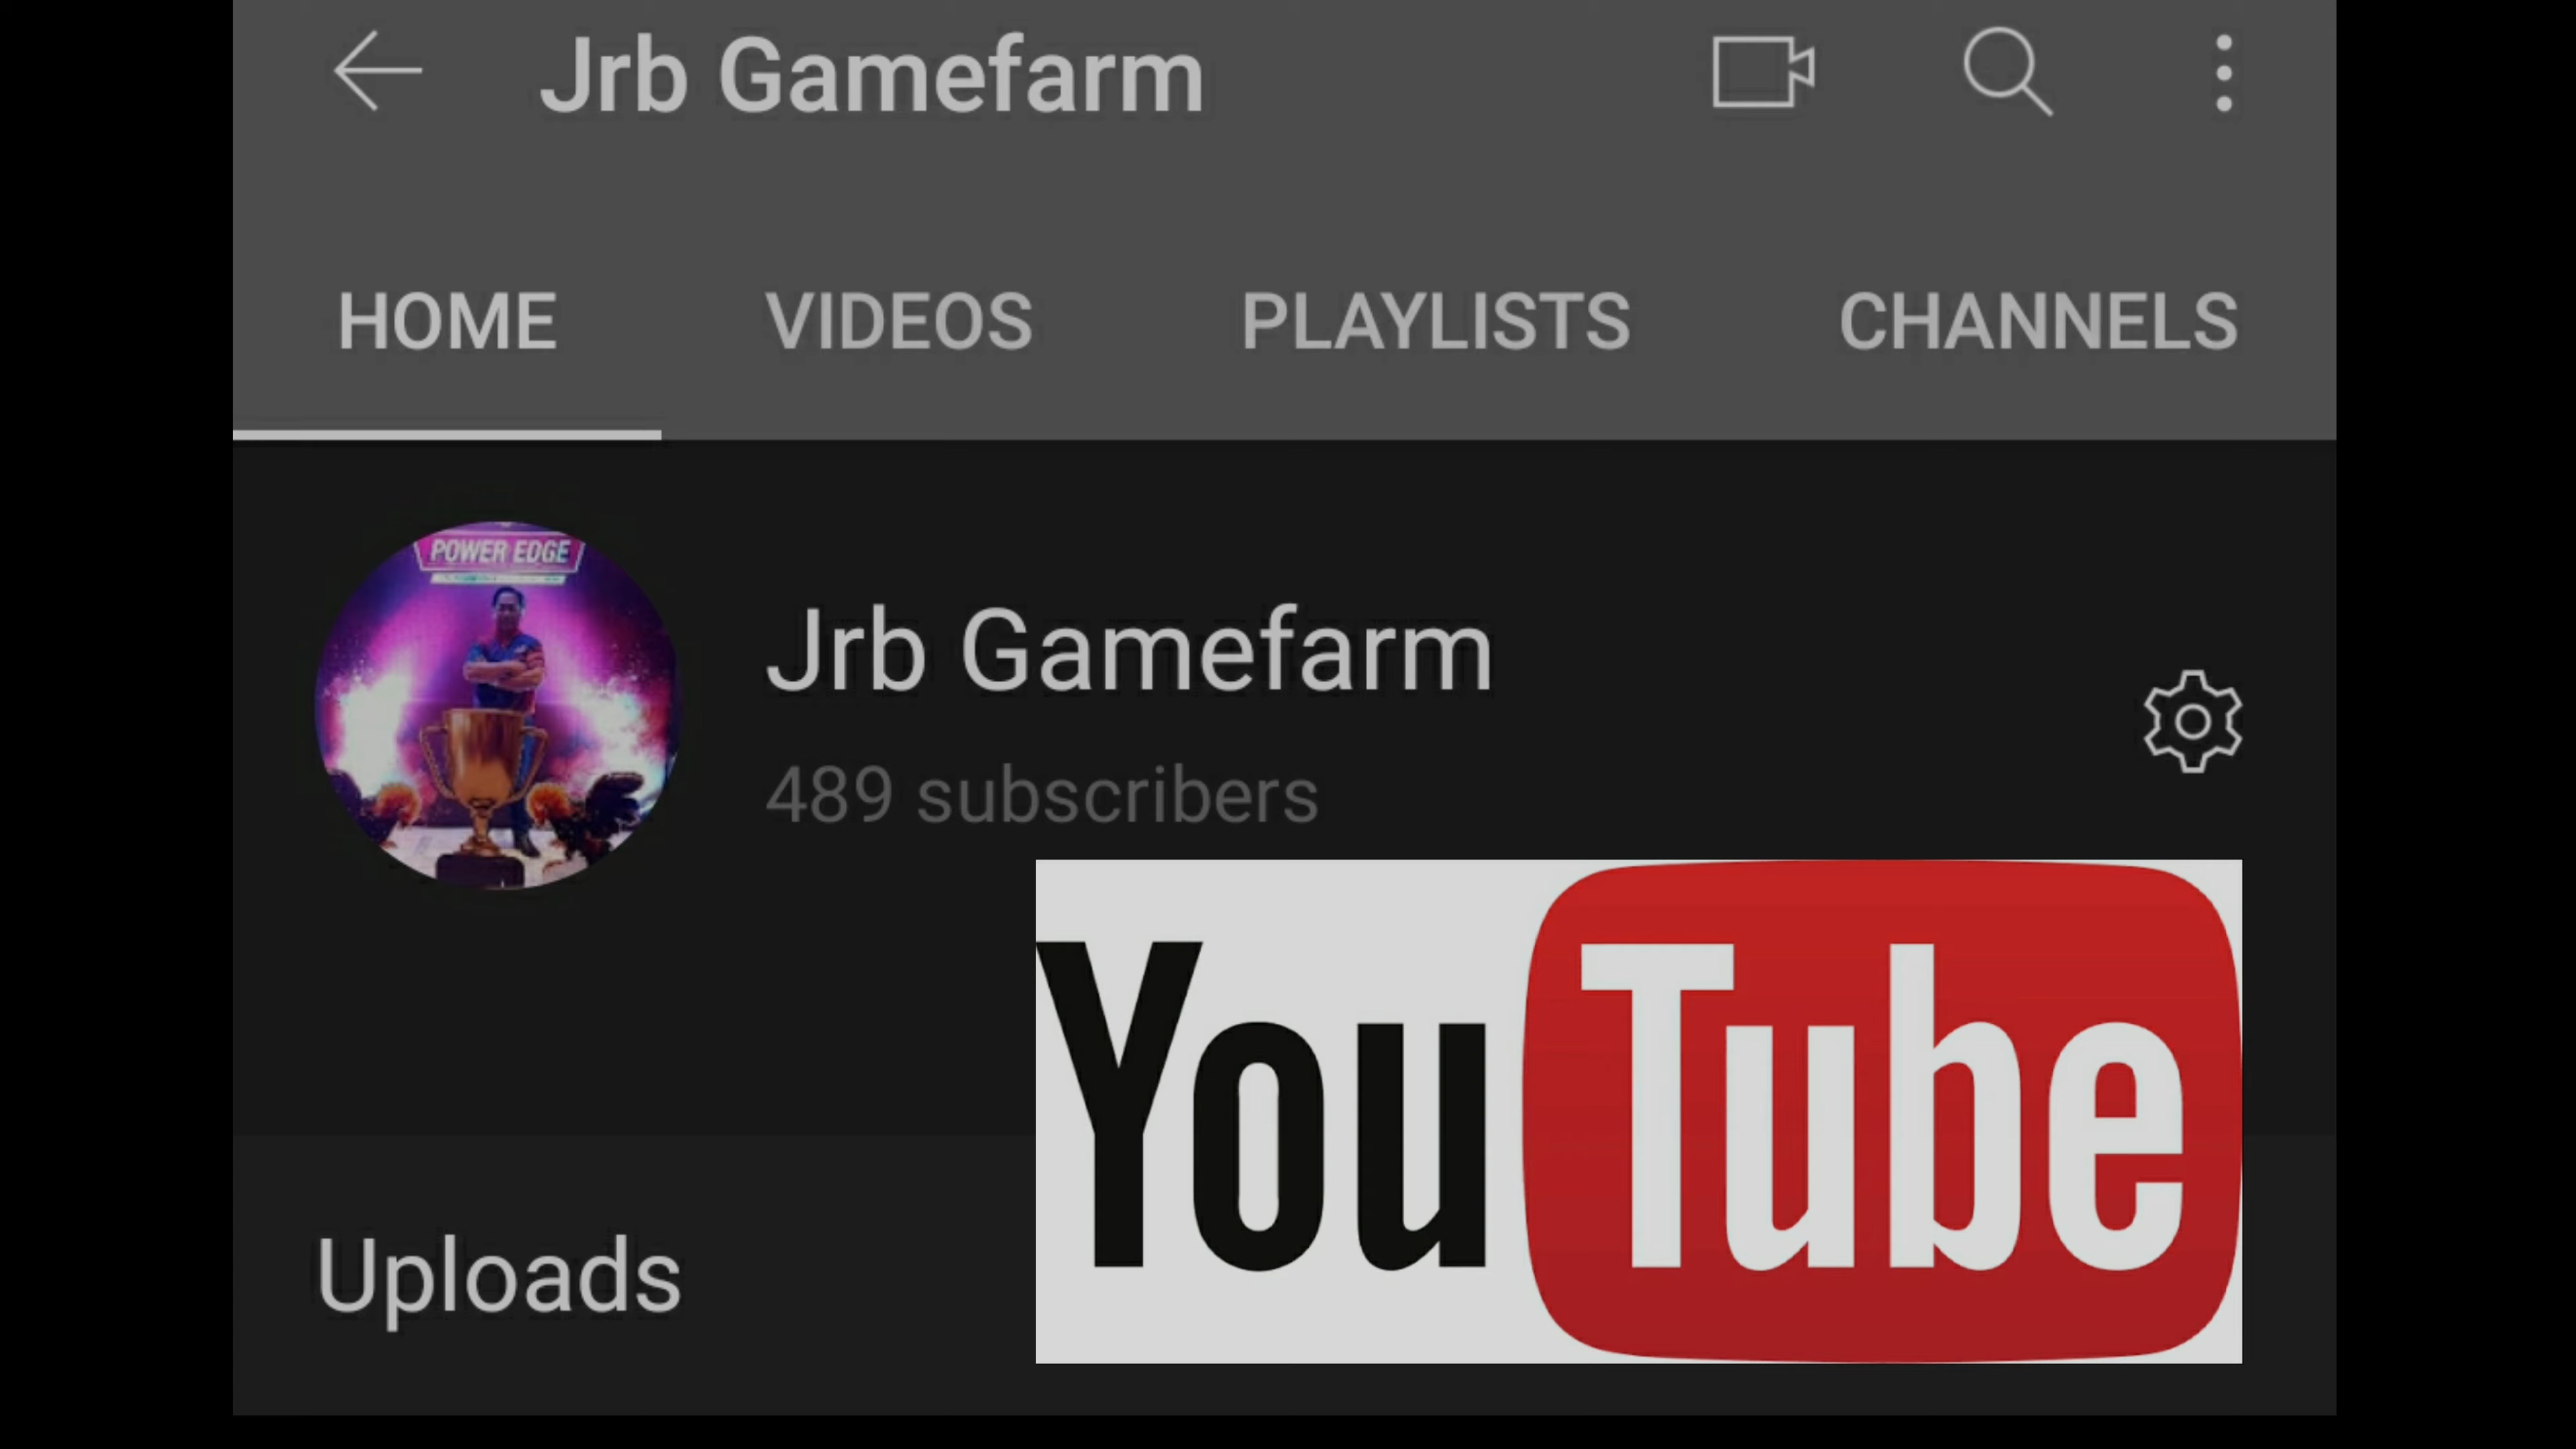 Jrb Gamefarm
HOME VIDEOS PLAYLISTS CHANNELS
POWER EDGE
Jrb Gamefarm
489 subscribers
YouTube
Uploads